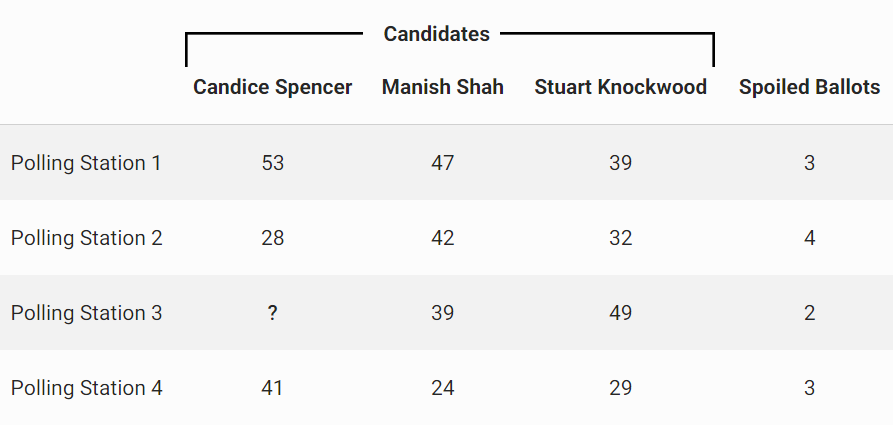 Candidates
Candice Spencer Manish Shah Stuart Knockwood Spoiled Ballots
Polling Station 1 53 47 39 3
Polling Station 2 28 42 32 4
Polling Station 3 ? 39 49 2
Polling Station 4 41 24 29 3